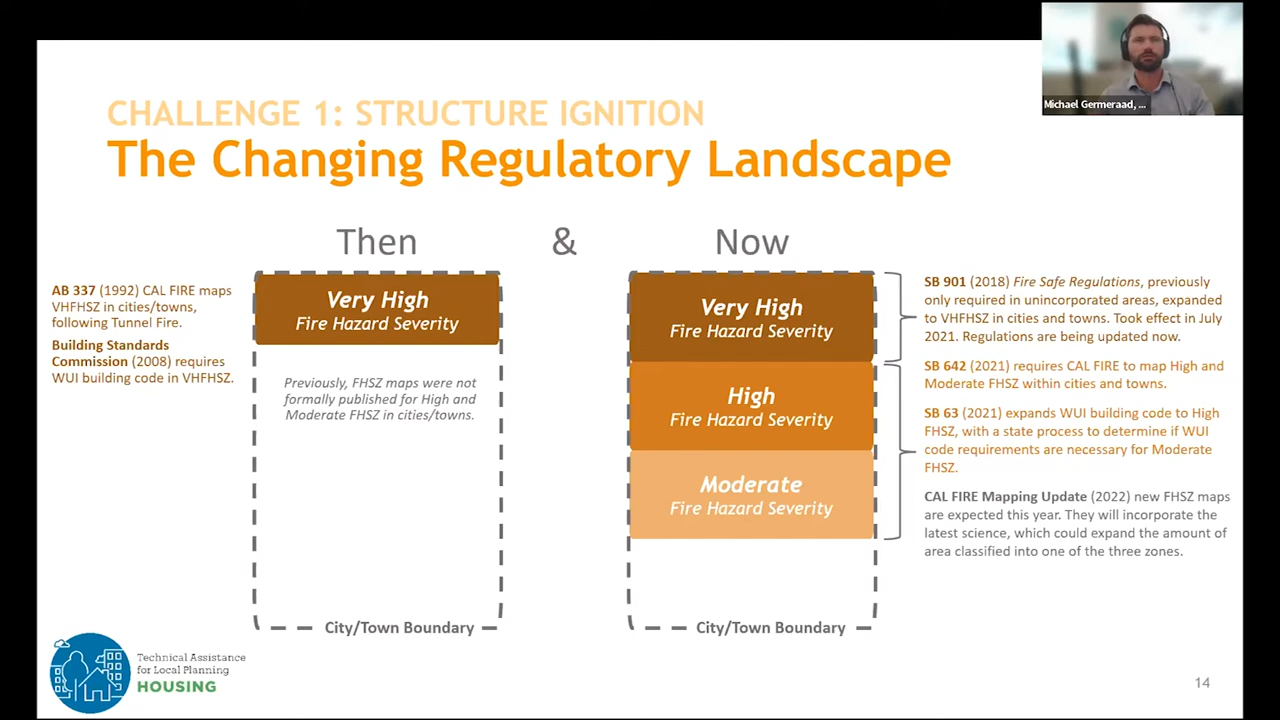 Michael Germeraad, ...
CHALLENGE 1: STRUCTURE IGNITION
The Changing Regulatory Landscape
Then
&
Now
AB 337 (1992) CAL FIRE maps
VHFHSZ in cities/towns,
following Tunnel Fire.
Building Standards
Commission (2008) requires
WUI building code in VHFHSZ.
Very High
Fire Hazard Severity
Previously, FHSZ maps were not
formally published for High and
Moderate FHSZ in cities/towns.
City/Town Boundary
Very High
Fire Hazard Severity
High
Fire Hazard Severity
Moderate
Fire Hazard Severity
City/Town Boundary
SB 901 (2018) Fire Safe Regulations, previously
only required in unincorporated areas, expanded
to VHFHSZ in cities and towns. Took effect in July
2021. Regulations are being updated now.
SB 642 (2021) requires CAL FIRE to map High and
Moderate FHSZ within cities and towns.
SB 63 (2021) expands WUI building code to High
FHSZ, with a state process to determine if WUI
code requirements are necessary for Moderate
FHSZ.
CAL FIRE Mapping Update (2022) new FHSZ maps
are expected this year. They will incorporate the
latest science, which could expand the amount of
area classified into one of the three zones.
Technical Assistance
for Local Planning
HOUSING
14